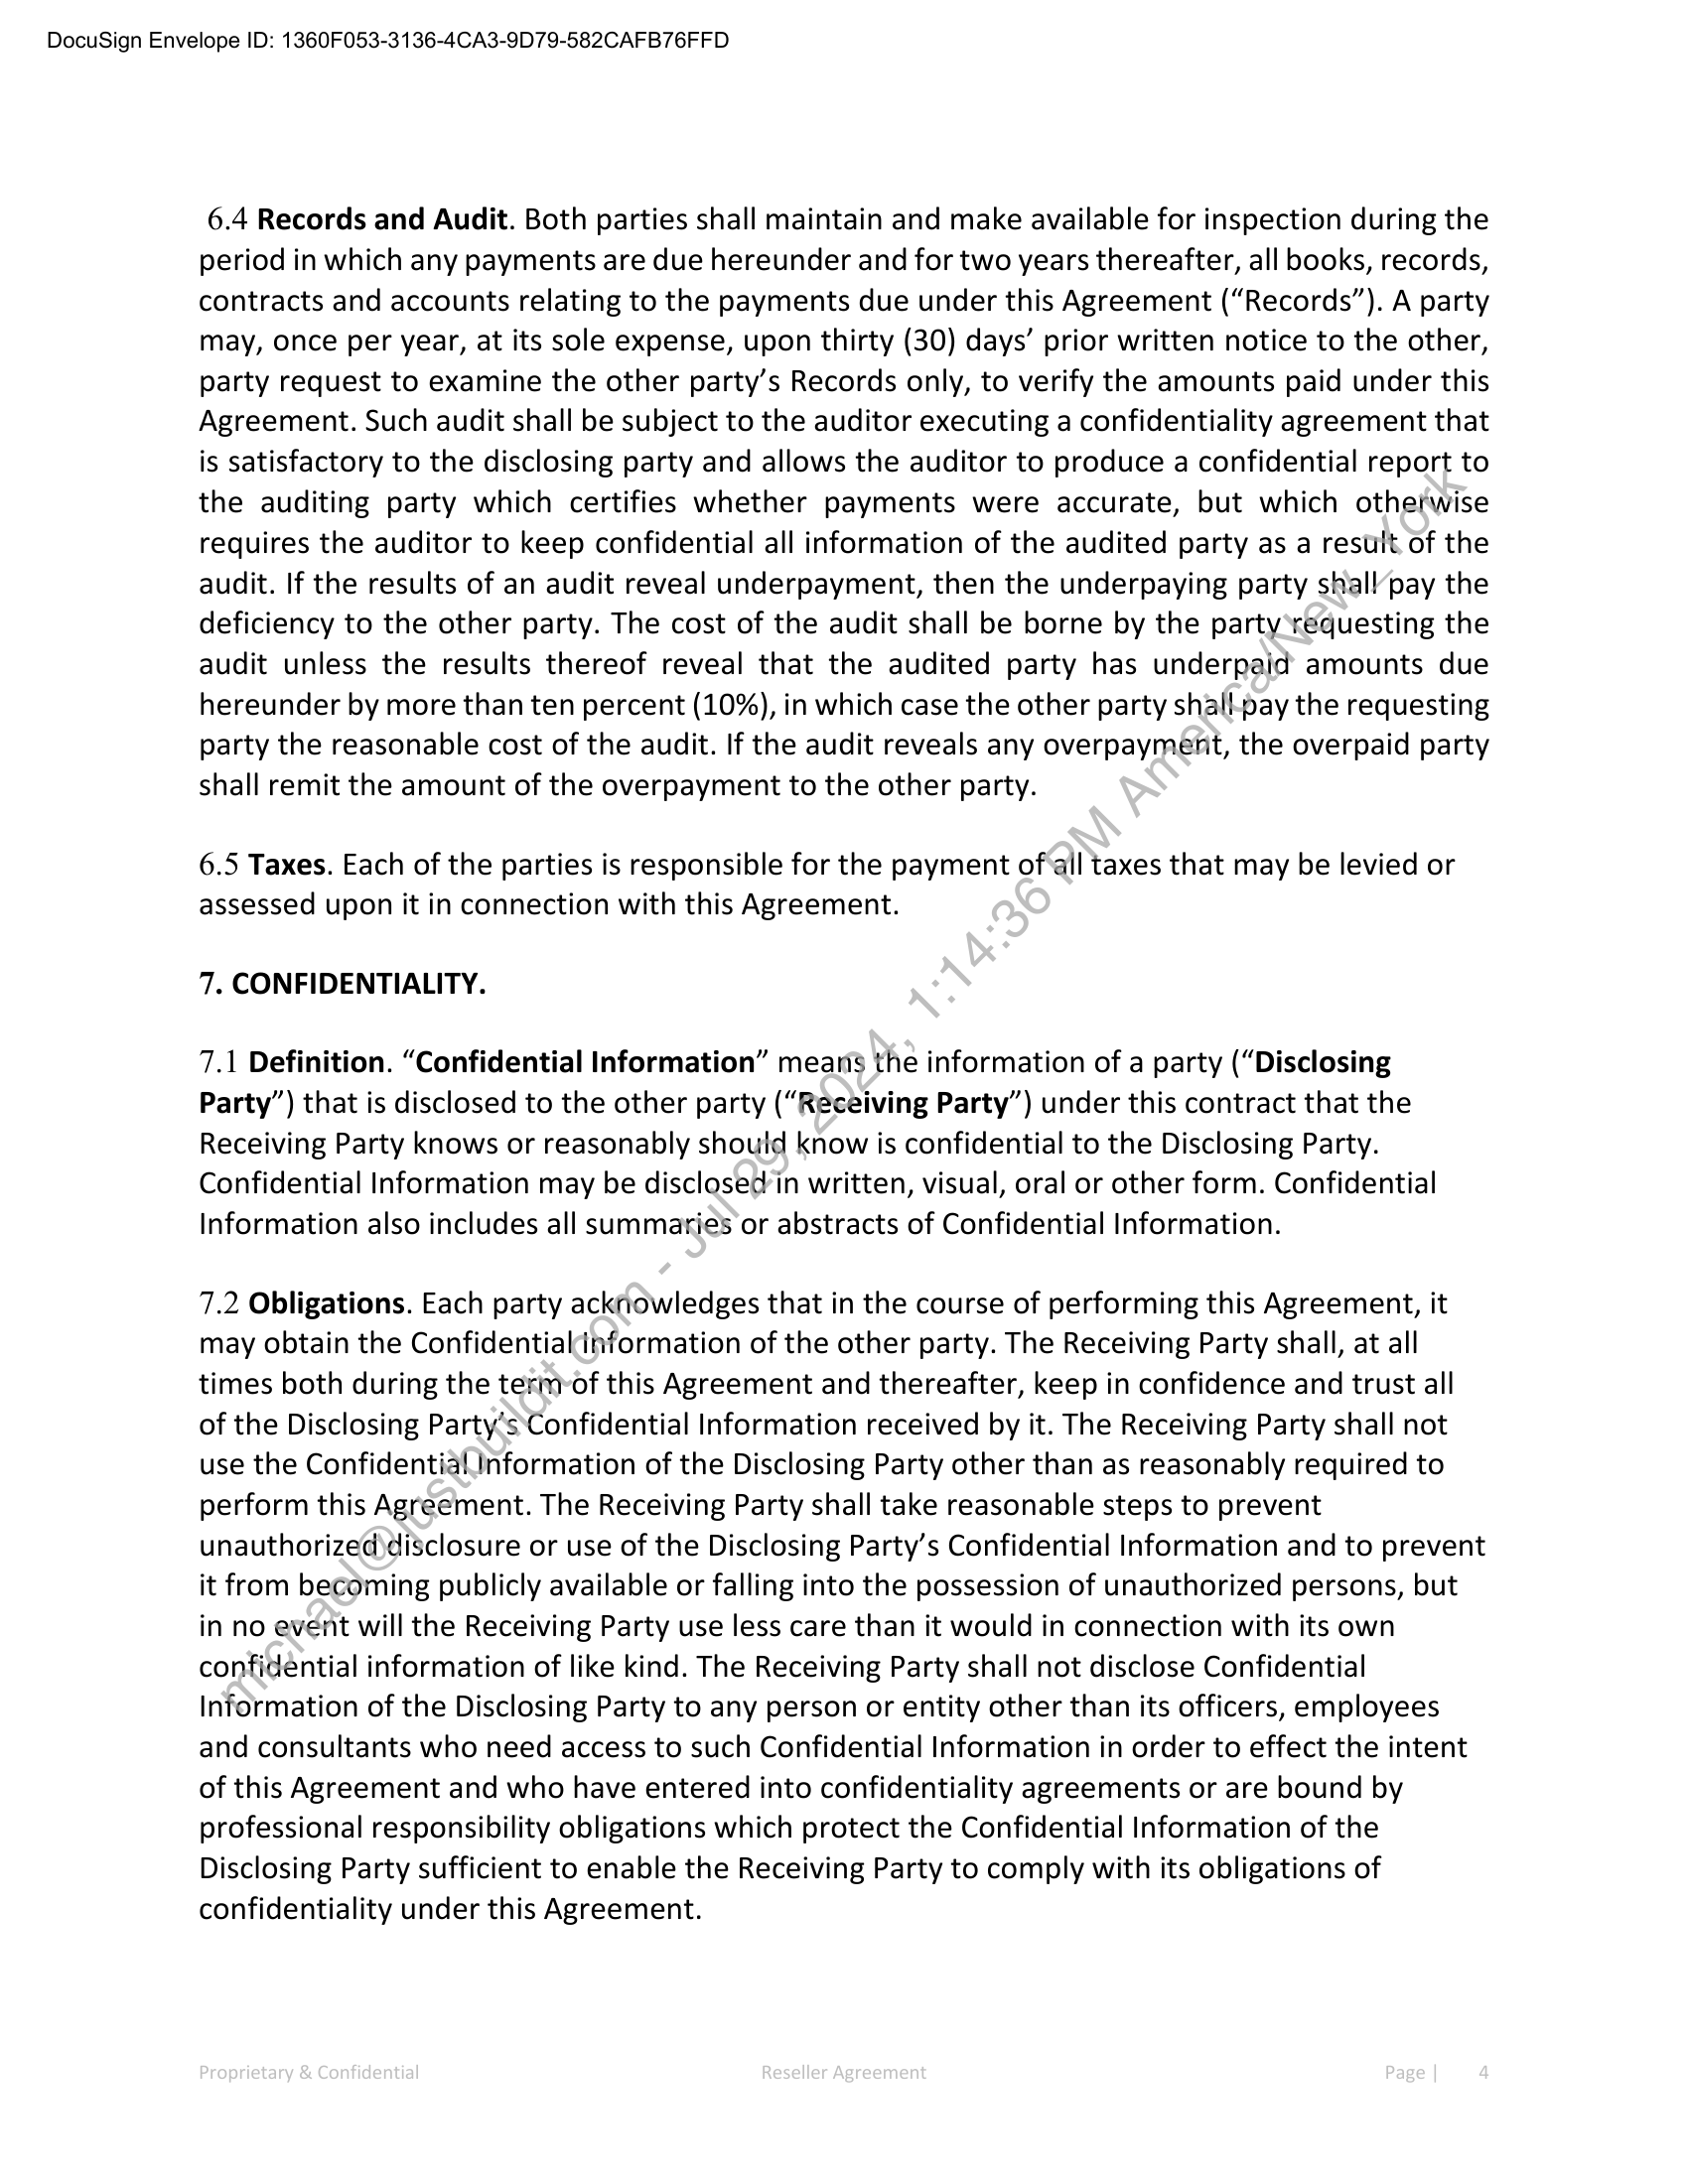 DocuSign Envelope ID: 1360F053-3136-4CA3-9D79-582CAFB76FFD
6.4 Records and Audit. Both parties shall maintain and make available for inspection during the
period in which any payments are due hereunder and for two years thereafter, all books, records,
contracts and accounts relating to the payments due under this Agreement (“Records”). A party
may, once per year, at its sole expense, upon thirty (30) days’ prior written notice to the other,
party request to examine the other party’s Records only, to verify the amounts paid under this
Agreement. Such audit shall be subject to the auditor executing a confidentiality agreement that
is satisfactory to the disclosing party and allows the auditor to produce a confidential report to
the auditing party which certifies whether payments were accurate, but which otherwise
requires the auditor to keep confidential all information of the audited party as a result of the
audit. If the results of an audit reveal underpayment, then the underpaying party shall pay the
deficiency to the other party. The cost of the audit shall be borne by the party requesting the
audit unless the results thereof reveal that the audited party has underpaid amounts due
hereunder by more than ten percent (10%), in which case the other party shall pay the requesting
party the reasonable cost of the audit. If the audit reveals any overpayment, the overpaid party
shall remit the amount of the overpayment to the other party.
6.5 Taxes. Each of the parties is responsible for the payment of all taxes that may be levied or
assessed upon it in connection with this Agreement.
7. CONFIDENTIALITY.
7.1 Definition. “Confidential Information” means the information of a party (“Disclosing
Party”) that is disclosed to the other party (“Receiving Party”) under this contract that the
Receiving Party knows or reasonably should know is confidential to the Disclosing Party.
Confidential Information may be disclosed in written, visual, oral or other form. Confidential
Information also includes all summaries or abstracts of Confidential Information.
7.2 Obligations. Each party acknowledges that in the course of performing this Agreement, it
may obtain the Confidential Information of the other party. The Receiving Party shall, at all
times both during the term of this Agreement and thereafter, keep in confidence and trust all
of the Disclosing Party’s Confidential Information received by it. The Receiving Party shall not
use the Confidential Information of the Disclosing Party other than as reasonably required to
perform this Agreement. The Receiving Party shall take reasonable steps to prevent
unauthorized disclosure or use of the Disclosing Party’s Confidential Information and to prevent
it from becoming publicly available or falling into the possession of unauthorized persons, but
in no event will the Receiving Party use less care than it would in connection with its own
confidential information of like kind. The Receiving Party shall not disclose Confidential
Information of the Disclosing Party to any person or entity other than its officers, employees
and consultants who need access to such Confidential Information in order to effect the intent
of this Agreement and who have entered into confidentiality agreements or are bound by
professional responsibility obligations which protect the Confidential Information of the
Disclosing Party sufficient to enable the Receiving Party to comply with its obligations of
confidentiality under this Agreement.
michael@justbuildit.com - Jul 29, 2024, 1:14:36 PM America/New_York
Proprietary & Confidential Reseller Agreement Page | 4